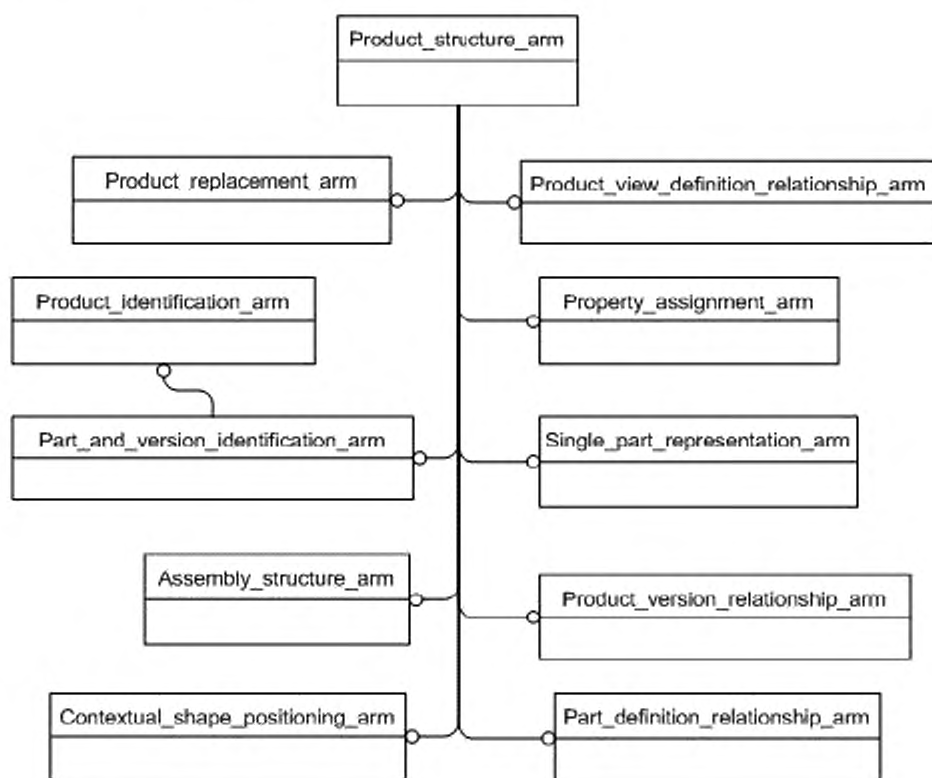 Product_structure_arm
Product_replacement_arm
Product_view_definition_relationship_arm
Product_identification_arm
Property_assignment_arm
Part_and_version_identification_arm
Single_part_representation_arm
Assembly_structure_arm
Product_version_relationship_arm
Contextual_shape_positioning_arm
Part_definition_relationship_arm